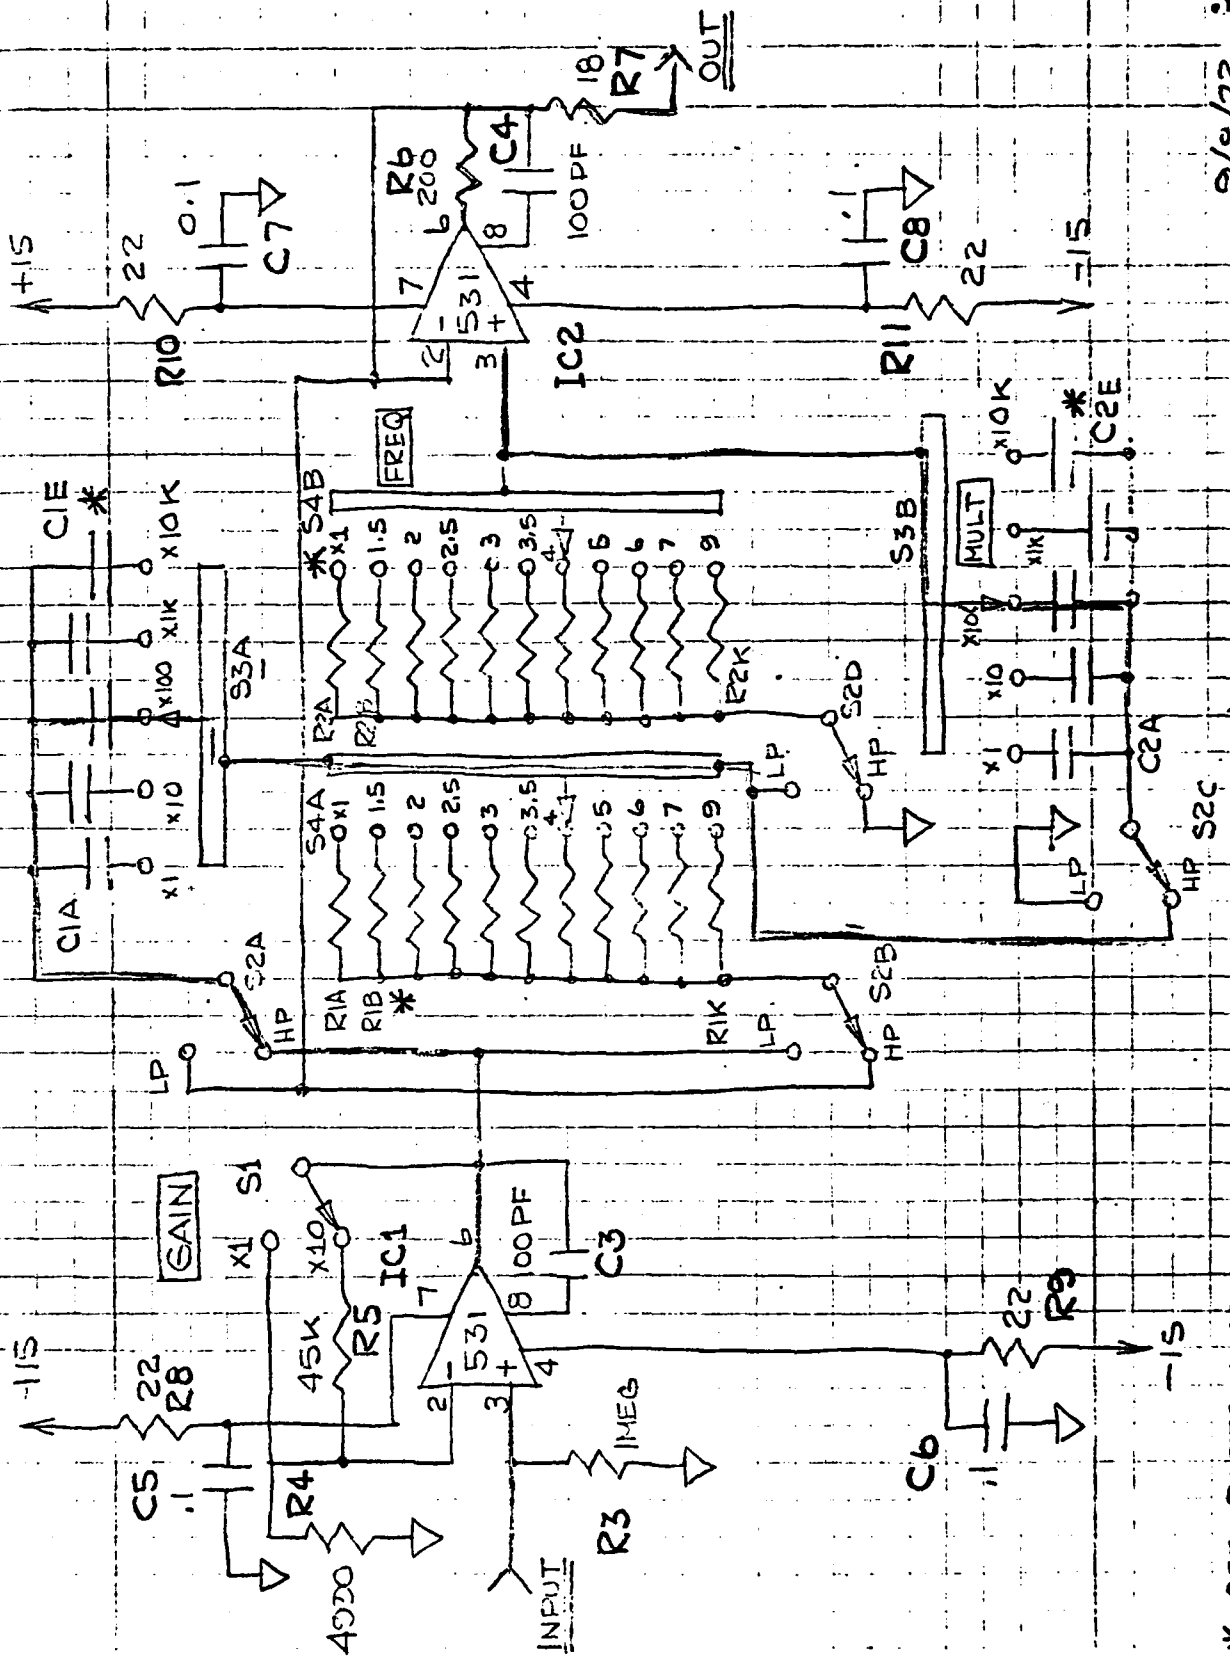 +15
22
R10
0.1
C7
R6
200
C4
100PF
7
6
8
2
3
4
-
+
531
IC2
18
R7
OUT
.1
C8
R11
22
-15
C1E
*
C1A
x1
x10
x100
x1K
x10K
S3A
FREQ
* S4B
x1
1.5
2
2.5
3
3.5
4
5
6
7
9
R2A
R2B
R2K
S4A
x1
1.5
2
2.5
3
3.5
4
5
6
7
9
R1A
R1B
*
R1K
S2A
LP
HP
S2B
LP
HP
S2D
LP
HP
S3B
MULT
x1
x10
x1K
x10K
*
C2E
C2A
S2C
LP
HP
GAIN
S1
x1
x10
45K
R5
IC1
2
3
4
6
7
8
-
+
531
100PF
C3
22
R8
C5
.1
R4
INPUT
1MEG
R3
C6
.1
22
R9
-15